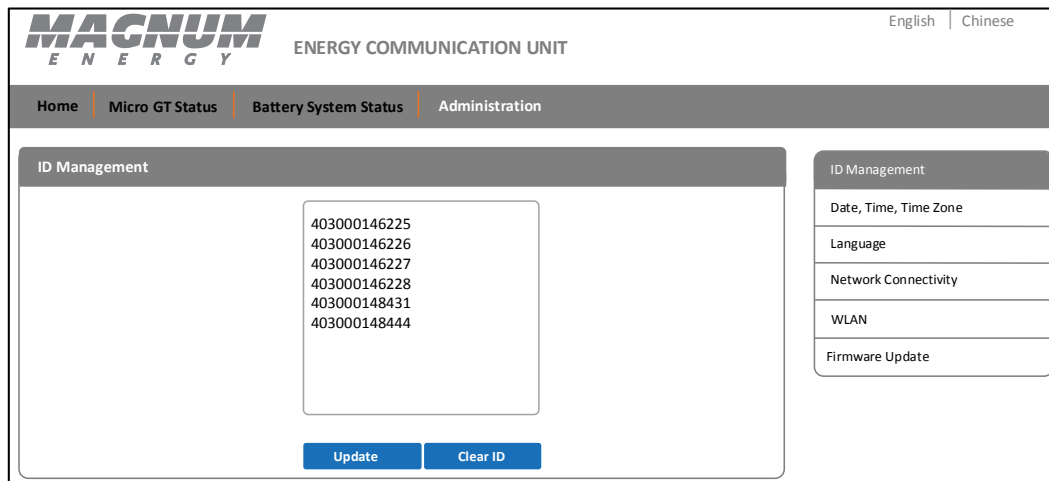 English | Chinese
MAGNUM
ENERGY
ENERGY COMMUNICATION UNIT
Home Micro GT Status Battery System Status Administration
ID Management
403000146225
403000146226
403000146227
403000146228
403000148431
403000148444
Update Clear ID
ID Management
Date, Time, Time Zone
Language
Network Connectivity
WLAN
Firmware Update